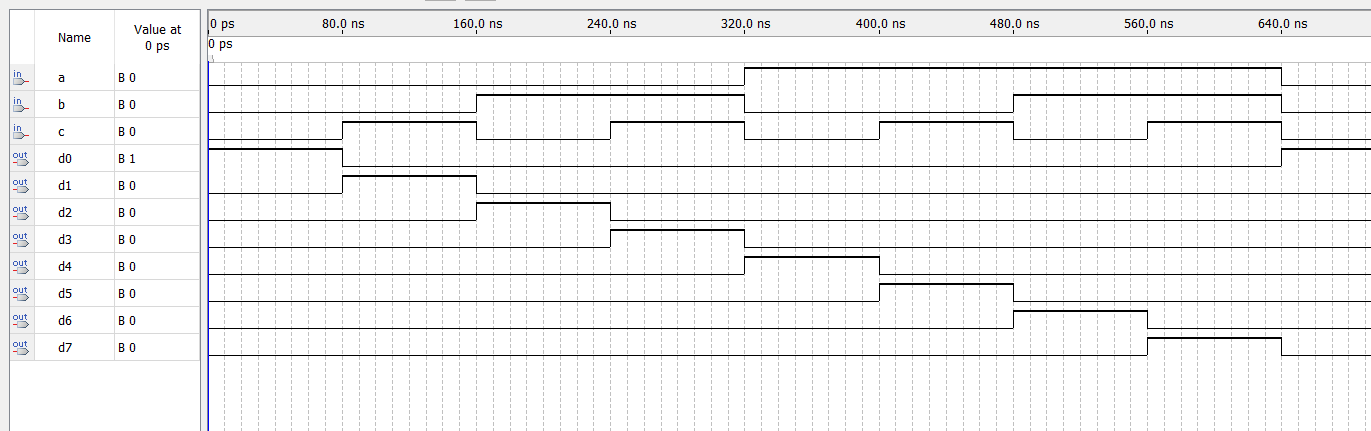 Name
Value at
0 ps
0 ps 80.0 ns 160.0 ns 240.0 ns 320.0 ns 400.0 ns 480.0 ns 560.0 ns 640.0 ns
0 ps
in a B 0
in b B 0
in c B 0
out d0 B 1
out d1 B 0
out d2 B 0
out d3 B 0
out d4 B 0
out d5 B 0
out d6 B 0
out d7 B 0